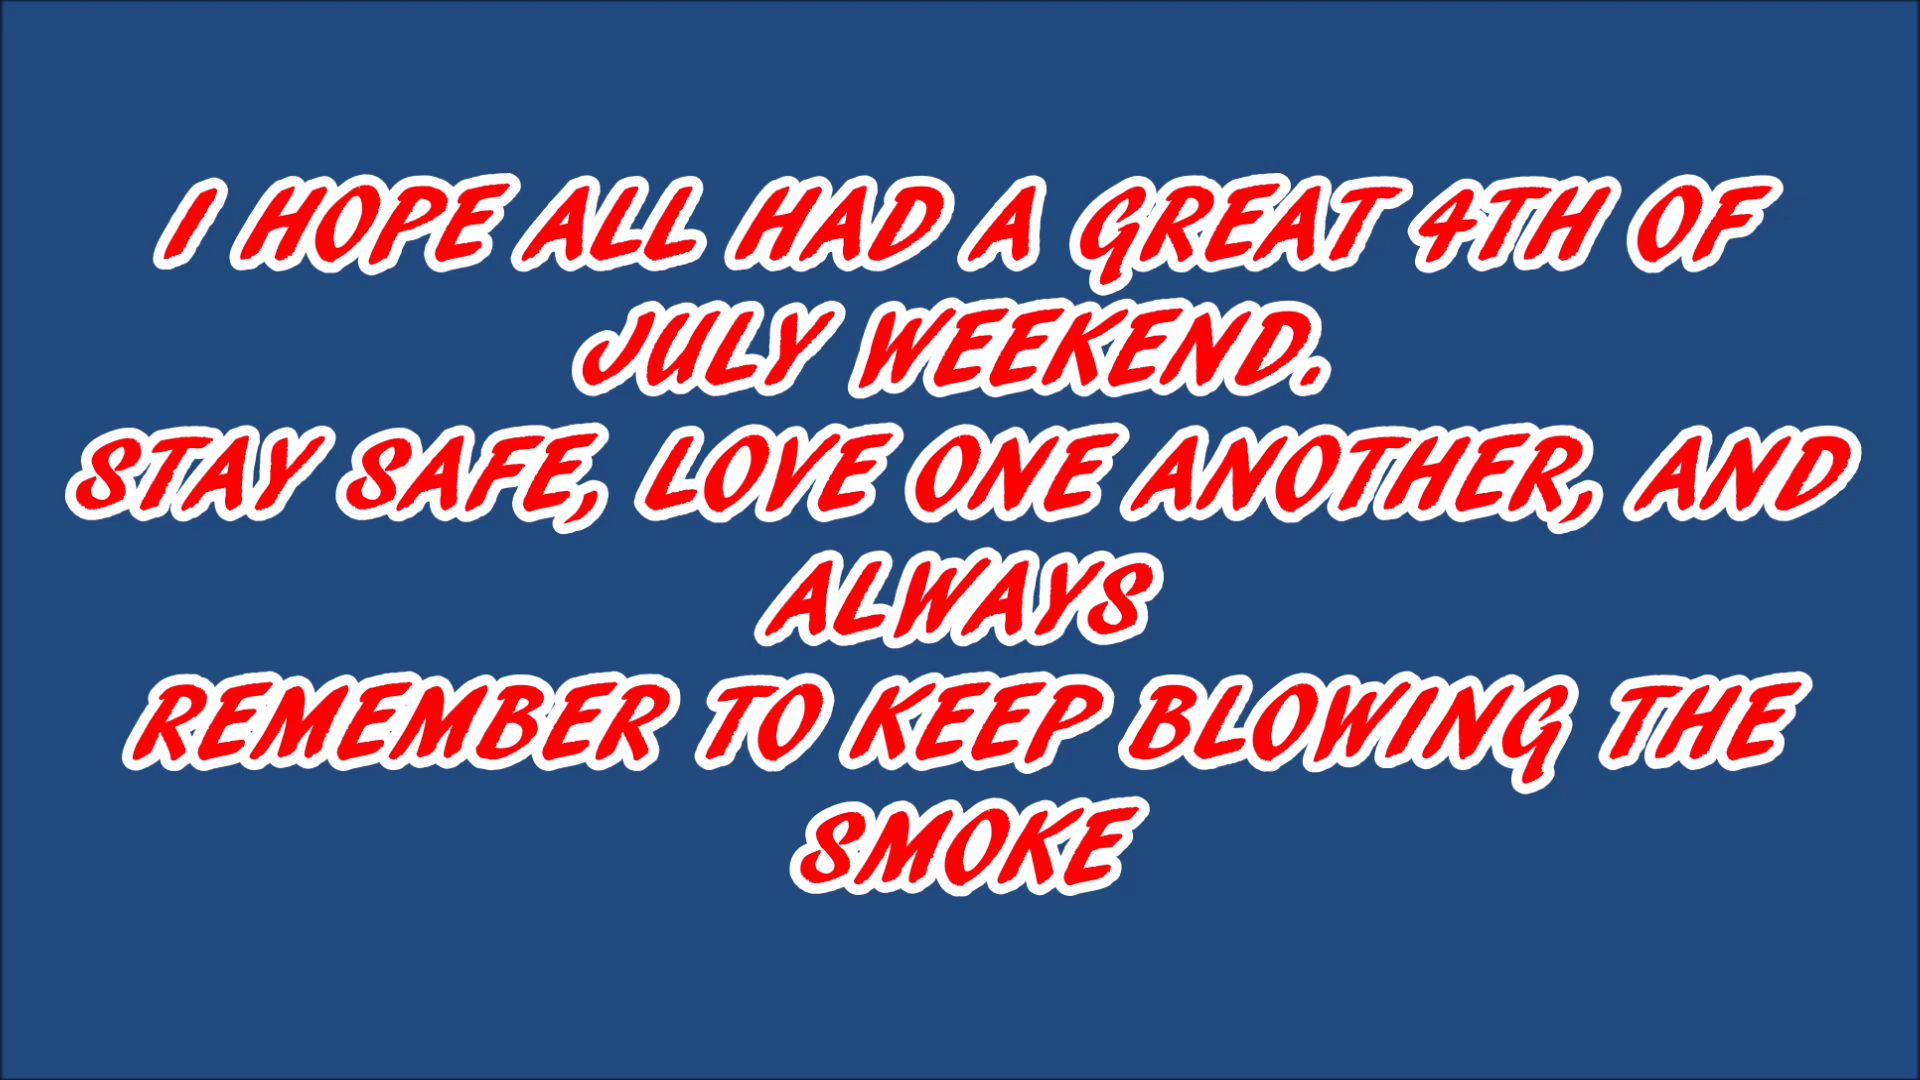 I HOPE ALL HAD A GREAT 4TH OF
JULY WEEKEND.
STAY SAFE, LOVE ONE ANOTHER, AND
ALWAYS
REMEMBER TO KEEP BLOWING THE
SMOKE